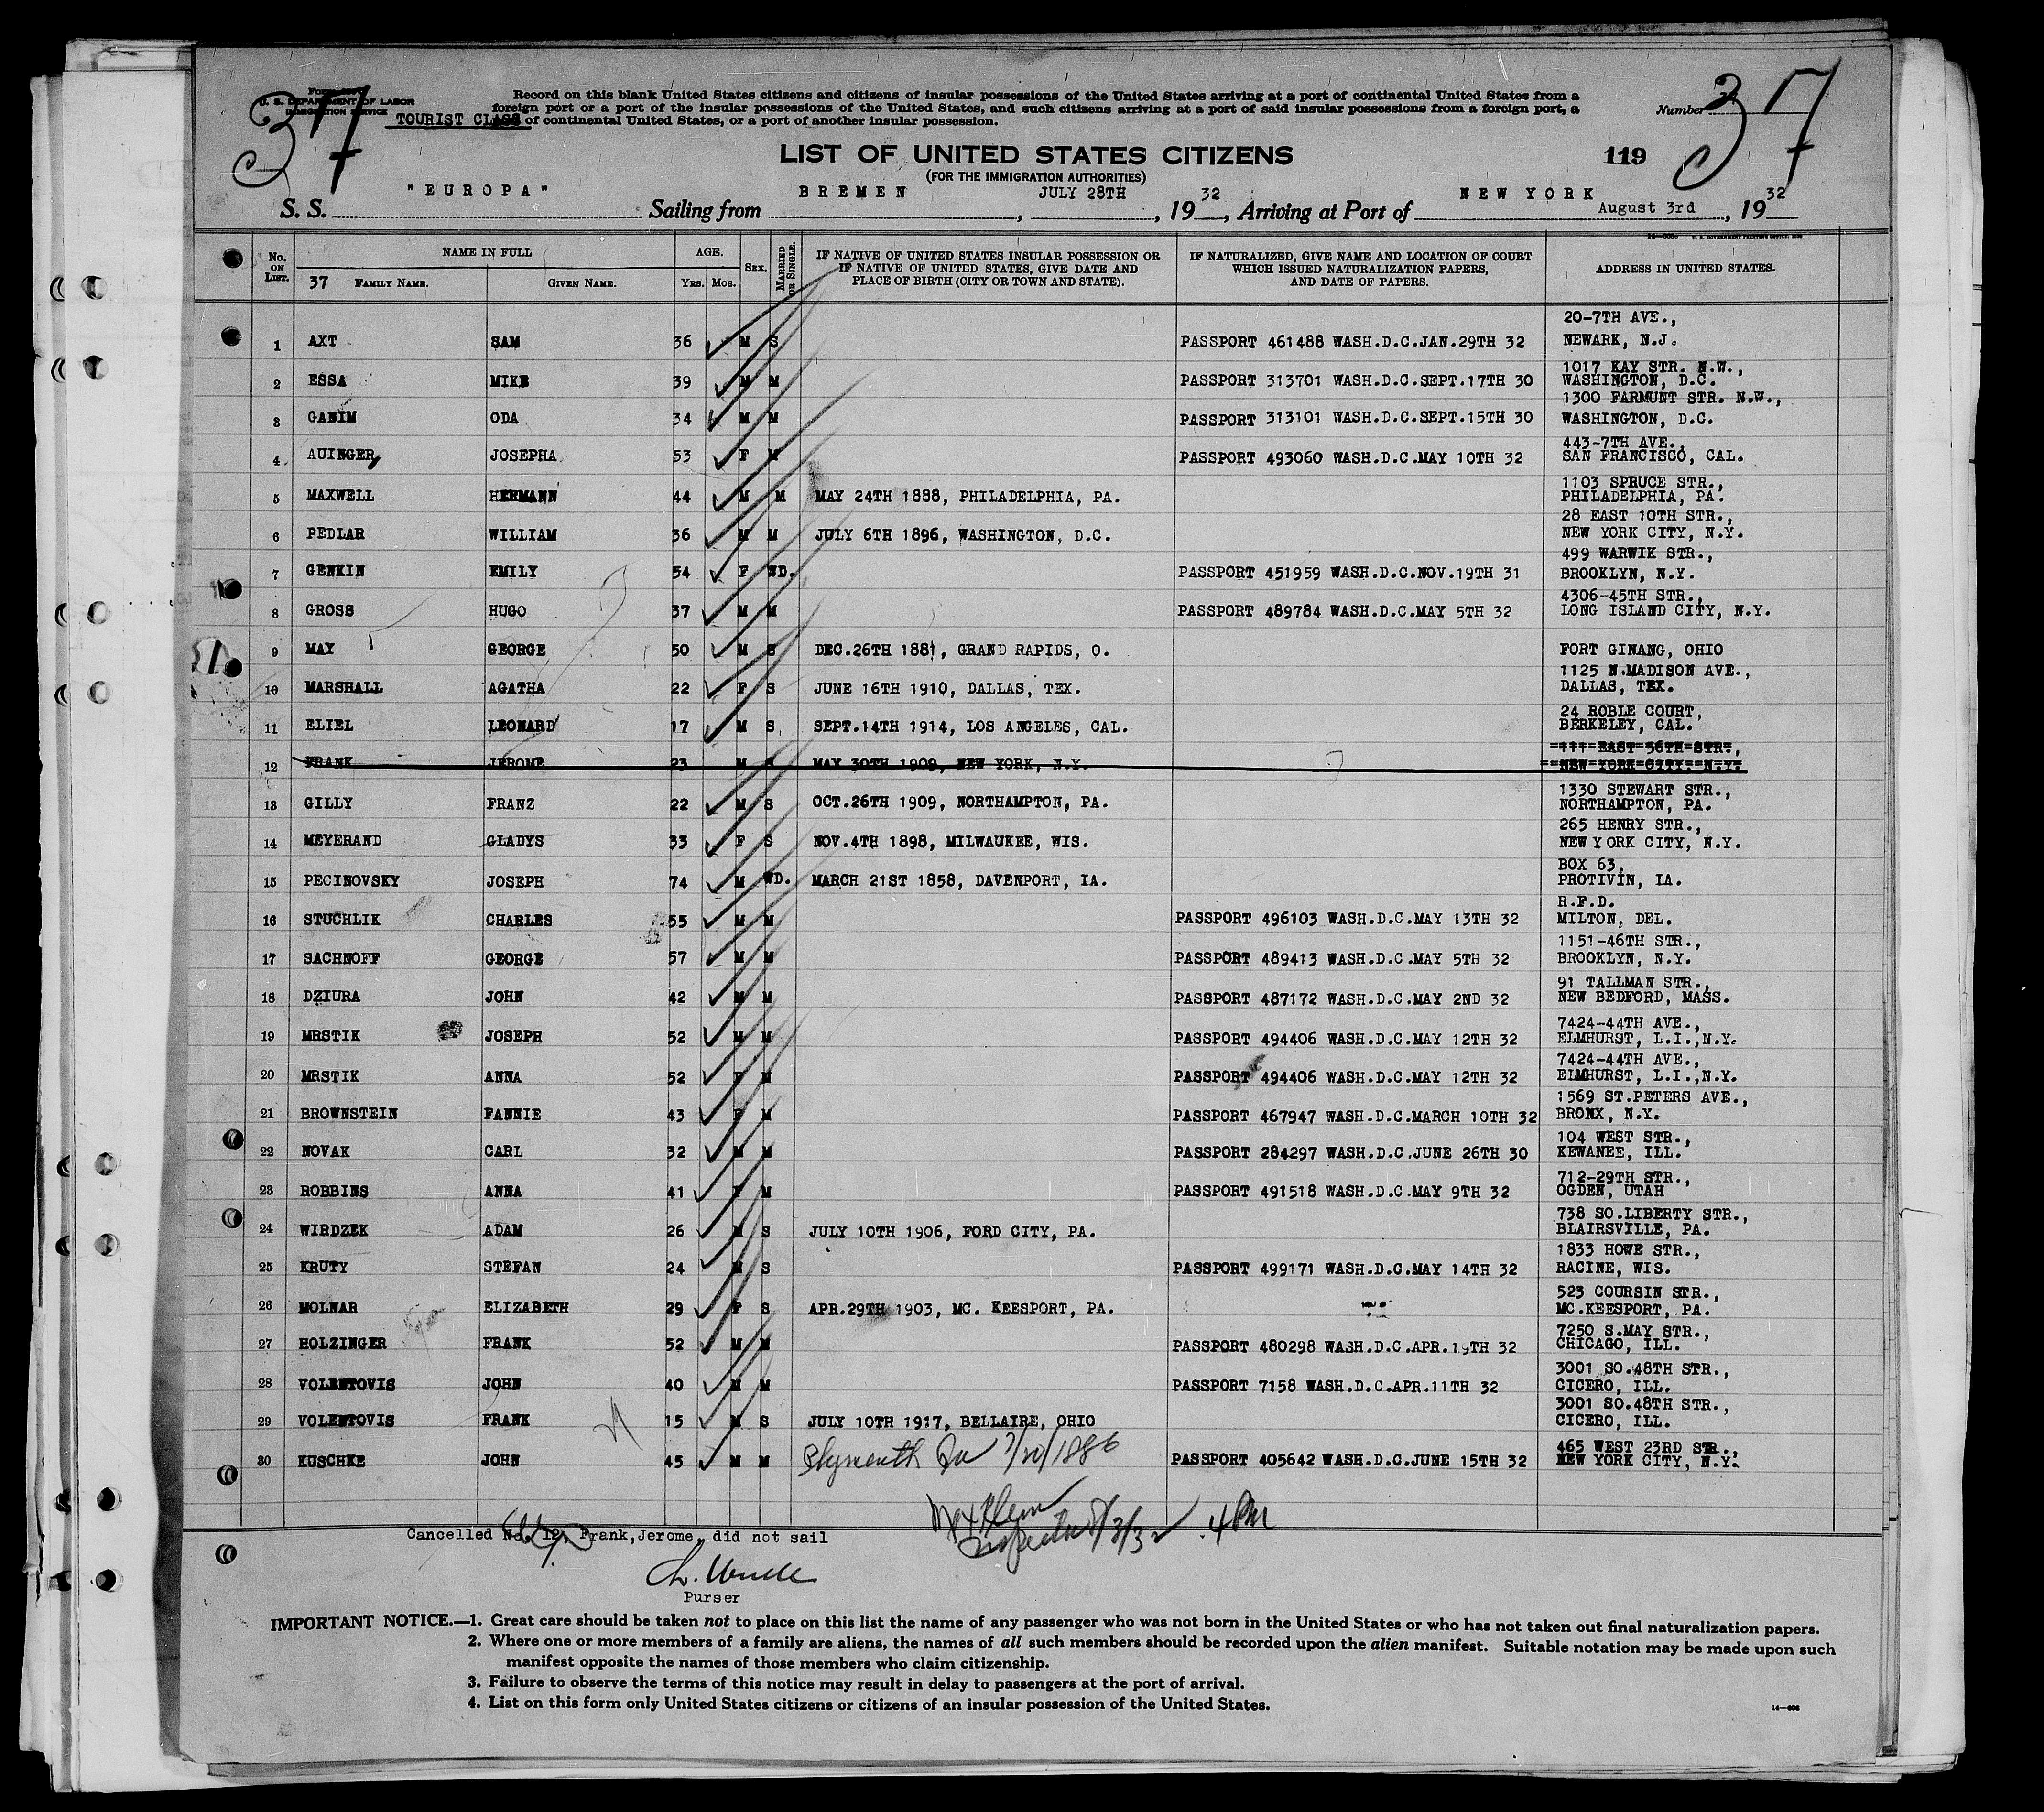 37
Form 
U. S. DEPARTMENT OF LABOR
IMMIGRATION SERVICE
Record on this blank United States citizens and citizens of insular possessions of the United States arriving at a port of continental United States from a
foreign port or a port of the insular possessions of the United States, and such citizens arriving at a port of said insular possessions from a foreign port, a
TOURIST CLASS of continental United States, or a port of another insular possession.
Number 37
LIST OF UNITED STATES CITIZENS 119
(FOR THE IMMIGRATION AUTHORITIES)
S. S. "EUROPA" Sailing from BREMEN, JULY 28TH, 1932, Arriving at Port of NEW YORK August 3rd, 1932
No. ON LIST. NAME IN FULL AGE. SEX. MARRIED OR SINGLE. IF NATIVE OF UNITED STATES INSULAR POSSESSION OR IF NATIVE OF UNITED STATES, GIVE DATE AND PLACE OF BIRTH (CITY OR TOWN AND STATE). IF NATURALIZED, GIVE NAME AND LOCATION OF COURT WHICH ISSUED NATURALIZATION PAPERS, AND DATE OF PAPERS. ADDRESS IN UNITED STATES.
37 FAMILY NAME. GIVEN NAME. YRS. MOS.
1 AXT SAM 36 M S PASSPORT 461488 WASH.D.C.JAN.29TH 32 20-7TH AVE., NEWARK, N.J.
2 ESSA MIKE 39 M M PASSPORT 313701 WASH.D.C.SEPT.17TH 30 1017 KAY STR. N.W., WASHINGTON, D.C.
3 GANIM ODA 34 M M PASSPORT 313101 WASH.D.C.SEPT.15TH 30 1300 FARMUNT STR. N.W., WASHINGTON, D.C.
4 AUINGER, JOSEPHA 53 F M PASSPORT 493060 WASH.D.C.MAY 10TH 32 443-7TH AVE., SAN FRANCISCO, CAL.
5 MAXWELL HERMANN 44 M M MAY 24TH 1888, PHILADELPHIA, PA. 1103 SPRUCE STR., PHILADELPHIA, PA.
6 PEDLAR WILLIAM 36 M M JULY 6TH 1896, WASHINGTON, D.C. 28 EAST 10TH STR., NEW YORK CITY, N.Y.
7 GENKIN EMILY 54 F WD. PASSPORT 451959 WASH.D.C.NOV.19TH 31 499 WARWIK STR., BROOKLYN, N.Y.
8 GROSS HUGO 37 M M PASSPORT 489784 WASH.D.C.MAY 5TH 32 4306-45TH STR., LONG ISLAND CITY, N.Y.
9 MAY GEORGE 50 M S DEC.26TH 1881, GRAND RAPIDS, O. FORT GINANG, OHIO
10 MARSHALL AGATHA 22 F S JUNE 16TH 1910, DALLAS, TEX. 1125 N.MADISON AVE., DALLAS, TEX.
11 ELIEL LEONARD 17 M S SEPT.14TH 1914, LOS ANGELES, CAL. 24 ROBLE COURT, BERKELEY, CAL.
12 FRANK JEROME 23 M S MAY 30TH 1909, NEW YORK, N.Y. 111 EAST 56TH STR., NEW YORK CITY, N.Y.
13 GILLY FRANZ 22 M S OCT.26TH 1909, NORTHAMPTON, PA. 1330 STEWART STR., NORTHAMPTON, PA.
14 MEYERAND GLADYS 33 F S NOV.4TH 1898, MILWAUKEE, WIS. 265 HENRY STR., NEW YORK CITY, N.Y.
15 PECINOVSKY JOSEPH 74 M WD. MARCH 21ST 1858, DAVENPORT, IA. BOX 63, PROTIVIN, IA.
16 STUCHLIK CHARLES 55 M M PASSPORT 496103 WASH.D.C.MAY 13TH 32 R.F.D. MILTON, DEL.
17 SACHNOFF GEORGE 57 M M PASSPORT 489413 WASH.D.C.MAY 5TH 32 1151-46TH STR., BROOKLYN, N.Y.
18 DZIURA JOHN 42 M M PASSPORT 487172 WASH.D.C.MAY 2ND 32 91 TALLMAN STR., NEW BEDFORD, MASS.
19 MRSTIK JOSEPH 52 M M PASSPORT 494406 WASH.D.C.MAY 12TH 32 7424-44TH AVE., ELMHURST, L.I.,N.Y.
20 MRSTIK ANNA 52 F M PASSPORT 494406 WASH.D.C.MAY 12TH 32 7424-44TH AVE., ELMHURST, L.I.,N.Y.
21 BROWNSTEIN FANNIE 43 F M PASSPORT 467947 WASH.D.C.MARCH 10TH 32 1569 ST.PETERS AVE., BRONX, N.Y.
22 NOVAK CARL 32 M M PASSPORT 284297 WASH.D.C.JUNE 26TH 30 104 WEST STR., KEWANEE, ILL.
23 ROBBINS ANNA 41 F M PASSPORT 491518 WASH.D.C.MAY 9TH 32 712-29TH STR., OGDEN, UTAH
24 WIRDZEK ADAM 26 M S JULY 10TH 1906, FORD CITY, PA. 738 SO.LIBERTY STR., BLAIRSVILLE, PA.
25 KRUTY STEFAN 24 M S PASSPORT 499171 WASH.D.C.MAY 14TH 32 1833 HOWE STR., RACINE, WIS.
26 MOLNAR ELIZABETH 29 F S APR.29TH 1903, MC. KEESPORT, PA. 523 COURSIN STR., MC.KEESPORT, PA.
27 HOLZINGER FRANK 52 M M PASSPORT 480298 WASH.D.C.APR.19TH 32 7250 S.MAY STR., CHICAGO, ILL.
28 VOLENTOVIS JOHN 40 M M PASSPORT 7158 WASH.D.C.APR.11TH 32 3001 SO.48TH STR., CICERO, ILL.
29 VOLENTOVIS FRANK 15 M S JULY 10TH 1917, BELLAIRE, OHIO 3001 SO.48TH STR., CICERO, ILL.
30 KUSCHKE JOHN 45 M M Plymouth Pa 7/20/1886 PASSPORT 405642 WASH.D.C.JUNE 15TH 32 465 WEST 23RD STR., NEW YORK CITY, N.Y.
Max Klein
Inspector 8/3/32 4 PM
Cancelled No. 12, Frank,Jerome, did not sail
Purser
IMPORTANT NOTICE.—1. Great care should be taken not to place on this list the name of any passenger who was not born in the United States or who has not taken out final naturalization papers.
2. Where one or more members of a family are aliens, the names of all such members should be recorded upon the alien manifest. Suitable notation may be made upon such
manifest opposite the names of those members who claim citizenship.
3. Failure to observe the terms of this notice may result in delay to passengers at the port of arrival.
4. List on this form only United States citizens or citizens of an insular possession of the United States.